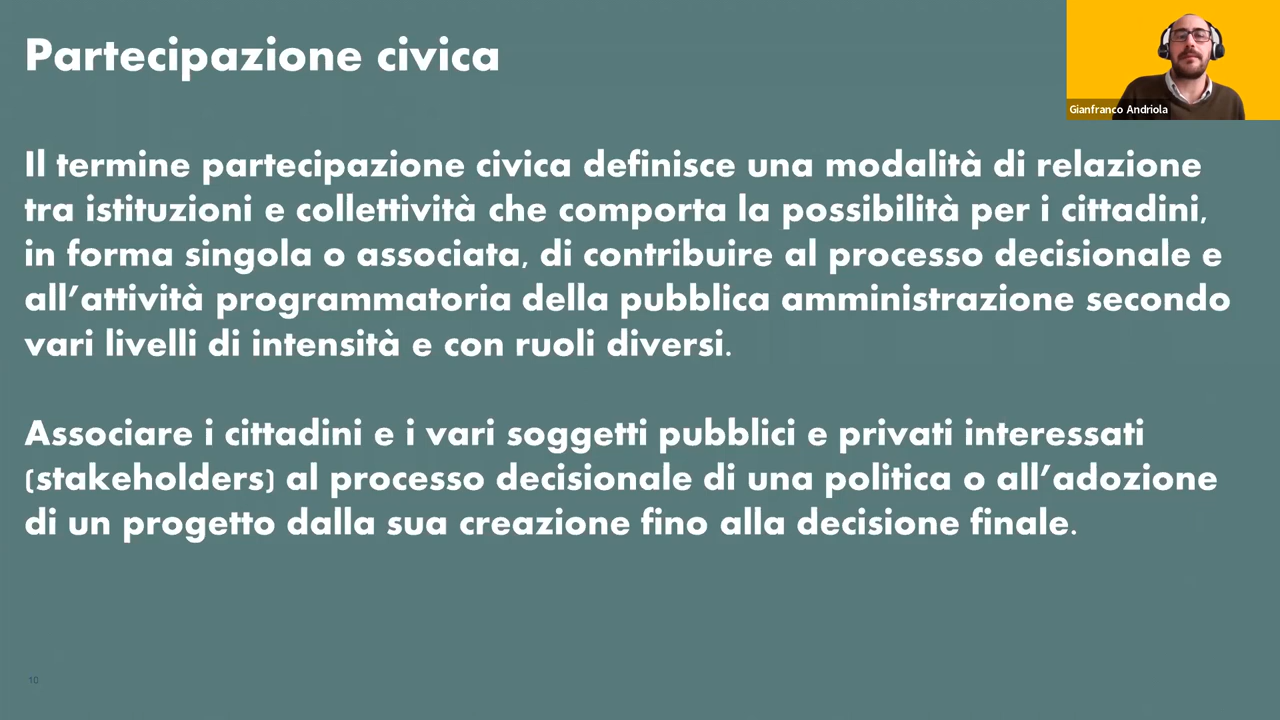 Partecipazione civica
Gianfranco Andriola
Il termine partecipazione civica definisce una modalità di relazione
tra istituzioni e collettività che comporta la possibilità per i cittadini,
in forma singola o associata, di contribuire al processo decisionale e
all’attività programmatoria della pubblica amministrazione secondo
vari livelli di intensità e con ruoli diversi.
Associare i cittadini e i vari soggetti pubblici e privati interessati
(stakeholders) al processo decisionale di una politica o all’adozione
di un progetto dalla sua creazione fino alla decisione finale.
10